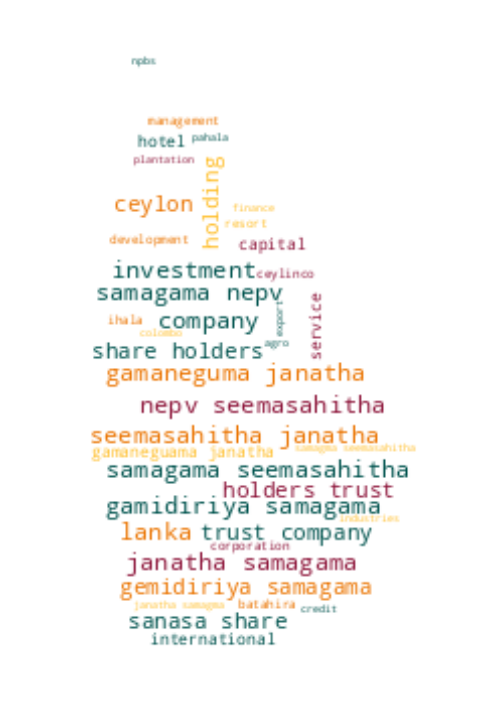 npbs
management
hotel pahala
plantation
holding
ceylon
finance
resort
development
capital
investment ceylinco
samagama nepv
export
service
ihala company
colombo
agro
share holders
gamaneguma janatha
nepv seemasahitha
seemasahitha janatha
gamaneguama janatha
samagma seemasahitha
samagama seemasahitha
holders trust
gamidiriya samagama
industries
lanka trust company
corporation
janatha samagama
gemidiriya samagama
janatha samagma
batahira
credit
sanasa share
international